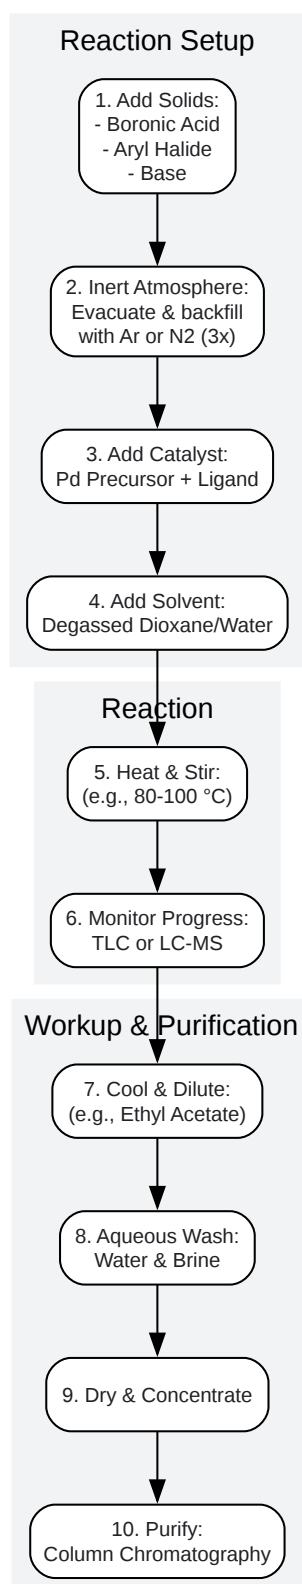 Reaction Setup
1. Add Solids:
- Boronic Acid
- Aryl Halide
- Base
2. Inert Atmosphere:
Evacuate & backfill
with Ar or N2 (3x)
3. Add Catalyst:
Pd Precursor + Ligand
4. Add Solvent:
Degassed Dioxane/Water
Reaction
5. Heat & Stir:
(e.g., 80-100 °C)
6. Monitor Progress:
TLC or LC-MS
Workup & Purification
7. Cool & Dilute:
(e.g., Ethyl Acetate)
8. Aqueous Wash:
Water & Brine
9. Dry & Concentrate
10. Purify:
Column Chromatography